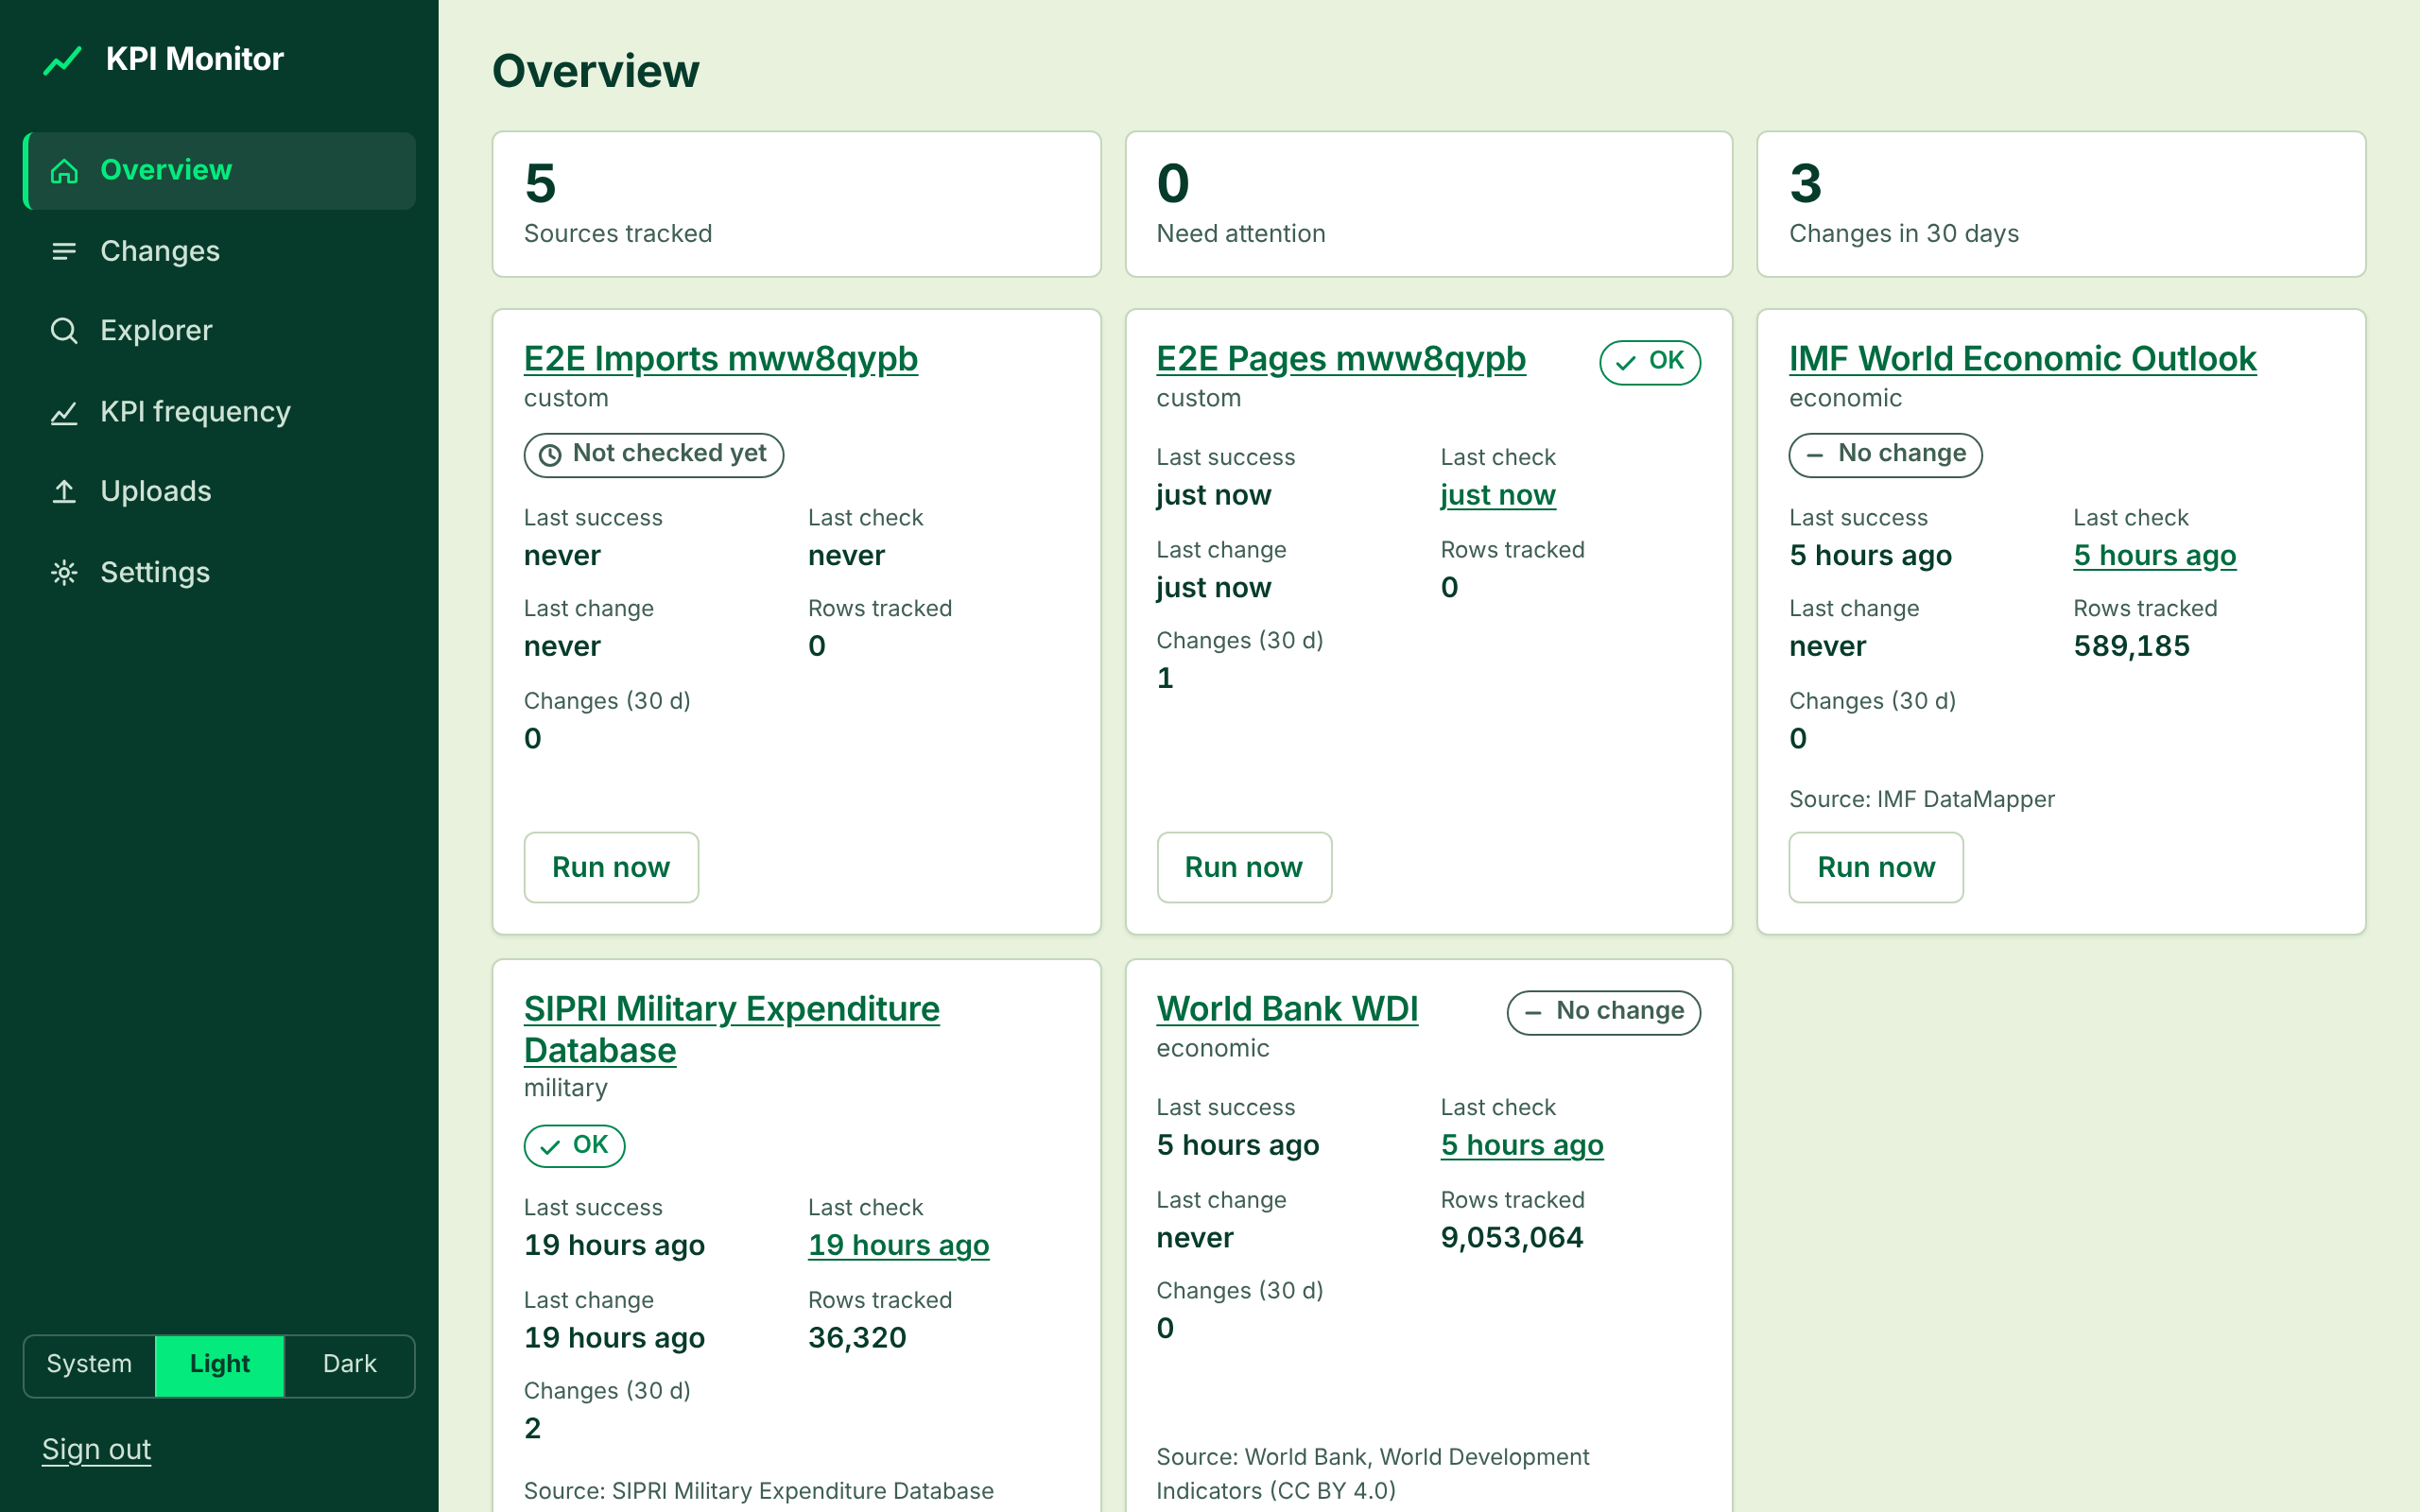 KPI Monitor
Overview
Changes
Explorer
KPI frequency
Uploads
Settings
System
Light
Dark
Sign out
Overview
5
Sources tracked
0
Need attention
3
Changes in 30 days
E2E Imports mww8qypb
custom
Not checked yet
Last success
never
Last check
never
Last change
never
Rows tracked
0
Changes (30 d)
0
Run now
E2E Pages mww8qypb
OK
custom
Last success
just now
Last check
just now
Last change
just now
Rows tracked
0
Changes (30 d)
1
Run now
IMF World Economic Outlook
economic
No change
Last success
5 hours ago
Last check
5 hours ago
Last change
never
Rows tracked
589,185
Changes (30 d)
0
Source: IMF DataMapper
Run now
SIPRI Military Expenditure
Database
military
OK
Last success
19 hours ago
Last check
19 hours ago
Last change
19 hours ago
Rows tracked
36,320
Changes (30 d)
2
Source: SIPRI Military Expenditure Database
World Bank WDI
No change
economic
Last success
5 hours ago
Last check
5 hours ago
Last change
never
Rows tracked
9,053,064
Changes (30 d)
0
Source: World Bank, World Development
Indicators (CC BY 4.0)